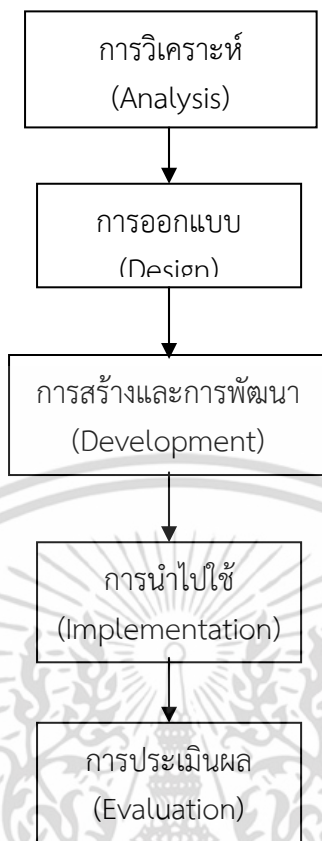 การวิเคราะห์
(Analysis)
การออกแบบ
(Design)
การสร้างและการพัฒนา
(Development)
การนำไปใช้
(Implementation)
การประเมินผล
(Evaluation)